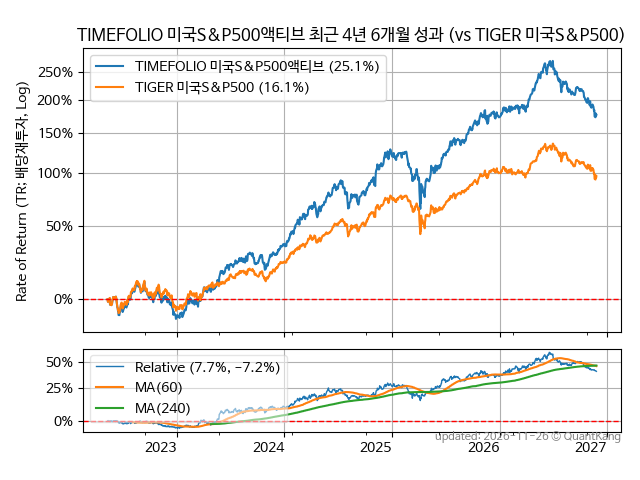 TIMEFOLIO 미국S&P500액티브 최근 4년 6개월 성과 (vs TIGER 미국S&P500)
TIMEFOLIO 미국S&P500액티브 (25.1%)
TIGER 미국S&P500 (16.1%)
Rate of Return (TR: 배당재투자, Log)
250%
200%
150%
100%
50%
0%
Relative (7.7%, -7.2%)
MA(60)
MA(240)
50%
25%
0%
2023 2024 2025 2026 2027
updated: 2026-11-26 © QuantKang